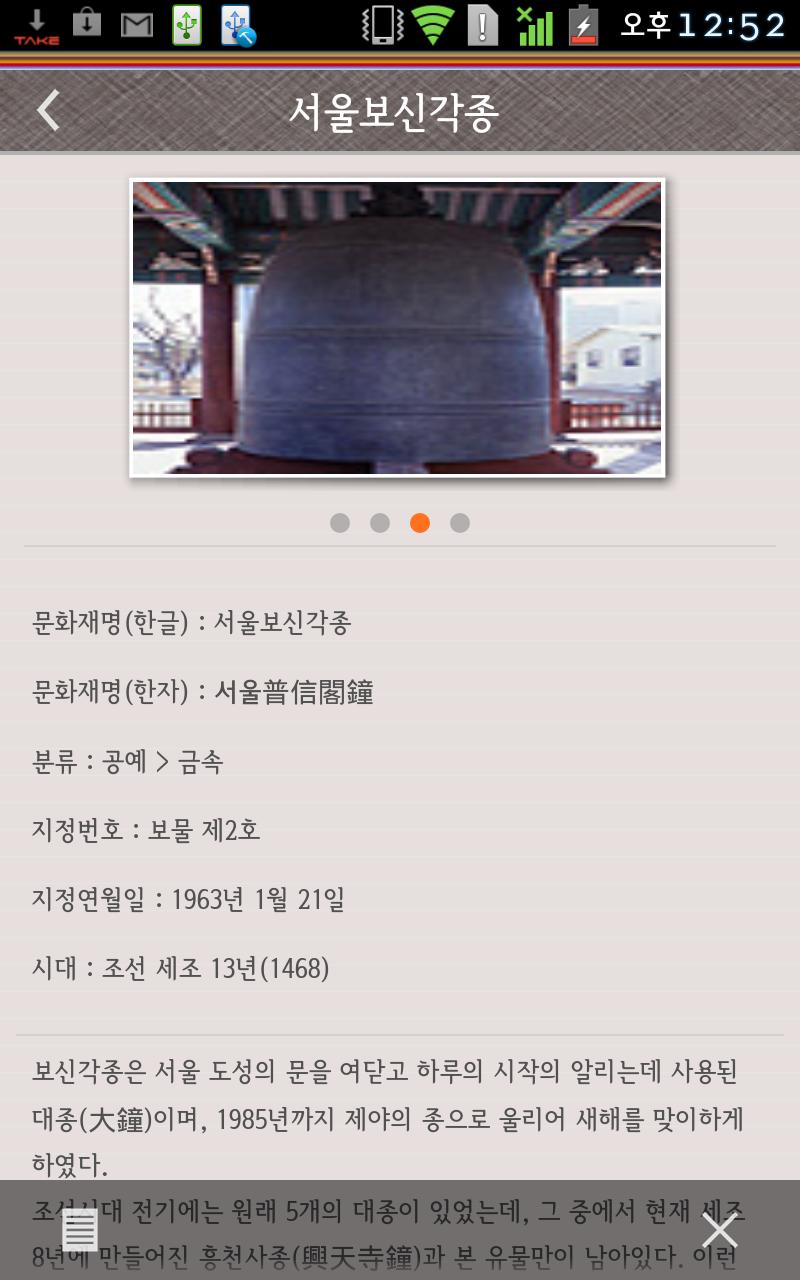 TAKE
오후 12:52
서울보신각종
문화재명(한글) : 서울보신각종
문화재명(한자) : 서울普信閣鐘
분류 : 공예 > 금속
지정번호 : 보물 제2호
지정연월일 : 1963년 1월 21일
시대 : 조선 세조 13년(1468)
보신각종은 서울 도성의 문을 여닫고 하루의 시작의 알리는데 사용된
대종(大鐘)이며, 1985년까지 제야의 종으로 울리어 새해를 맞이하게
하였다.
조선시대 전기에는 원래 5개의 대종이 있었는데, 그 중에서 현재 세조
8년에 만들어진 흥천사종(興天寺鐘)과 본 유물만이 남아있다. 이런